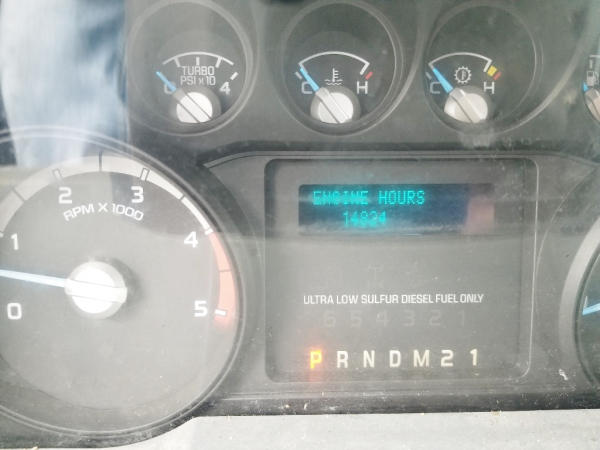 TURBO
PSI X 10
0 4
C H
C H
ENGINE HOURS
14824
0 1 2 3 4 5
RPM X 1000
ULTRA LOW SULFUR DIESEL FUEL ONLY
6 5 4 3 2 1
P R N D M 2 1